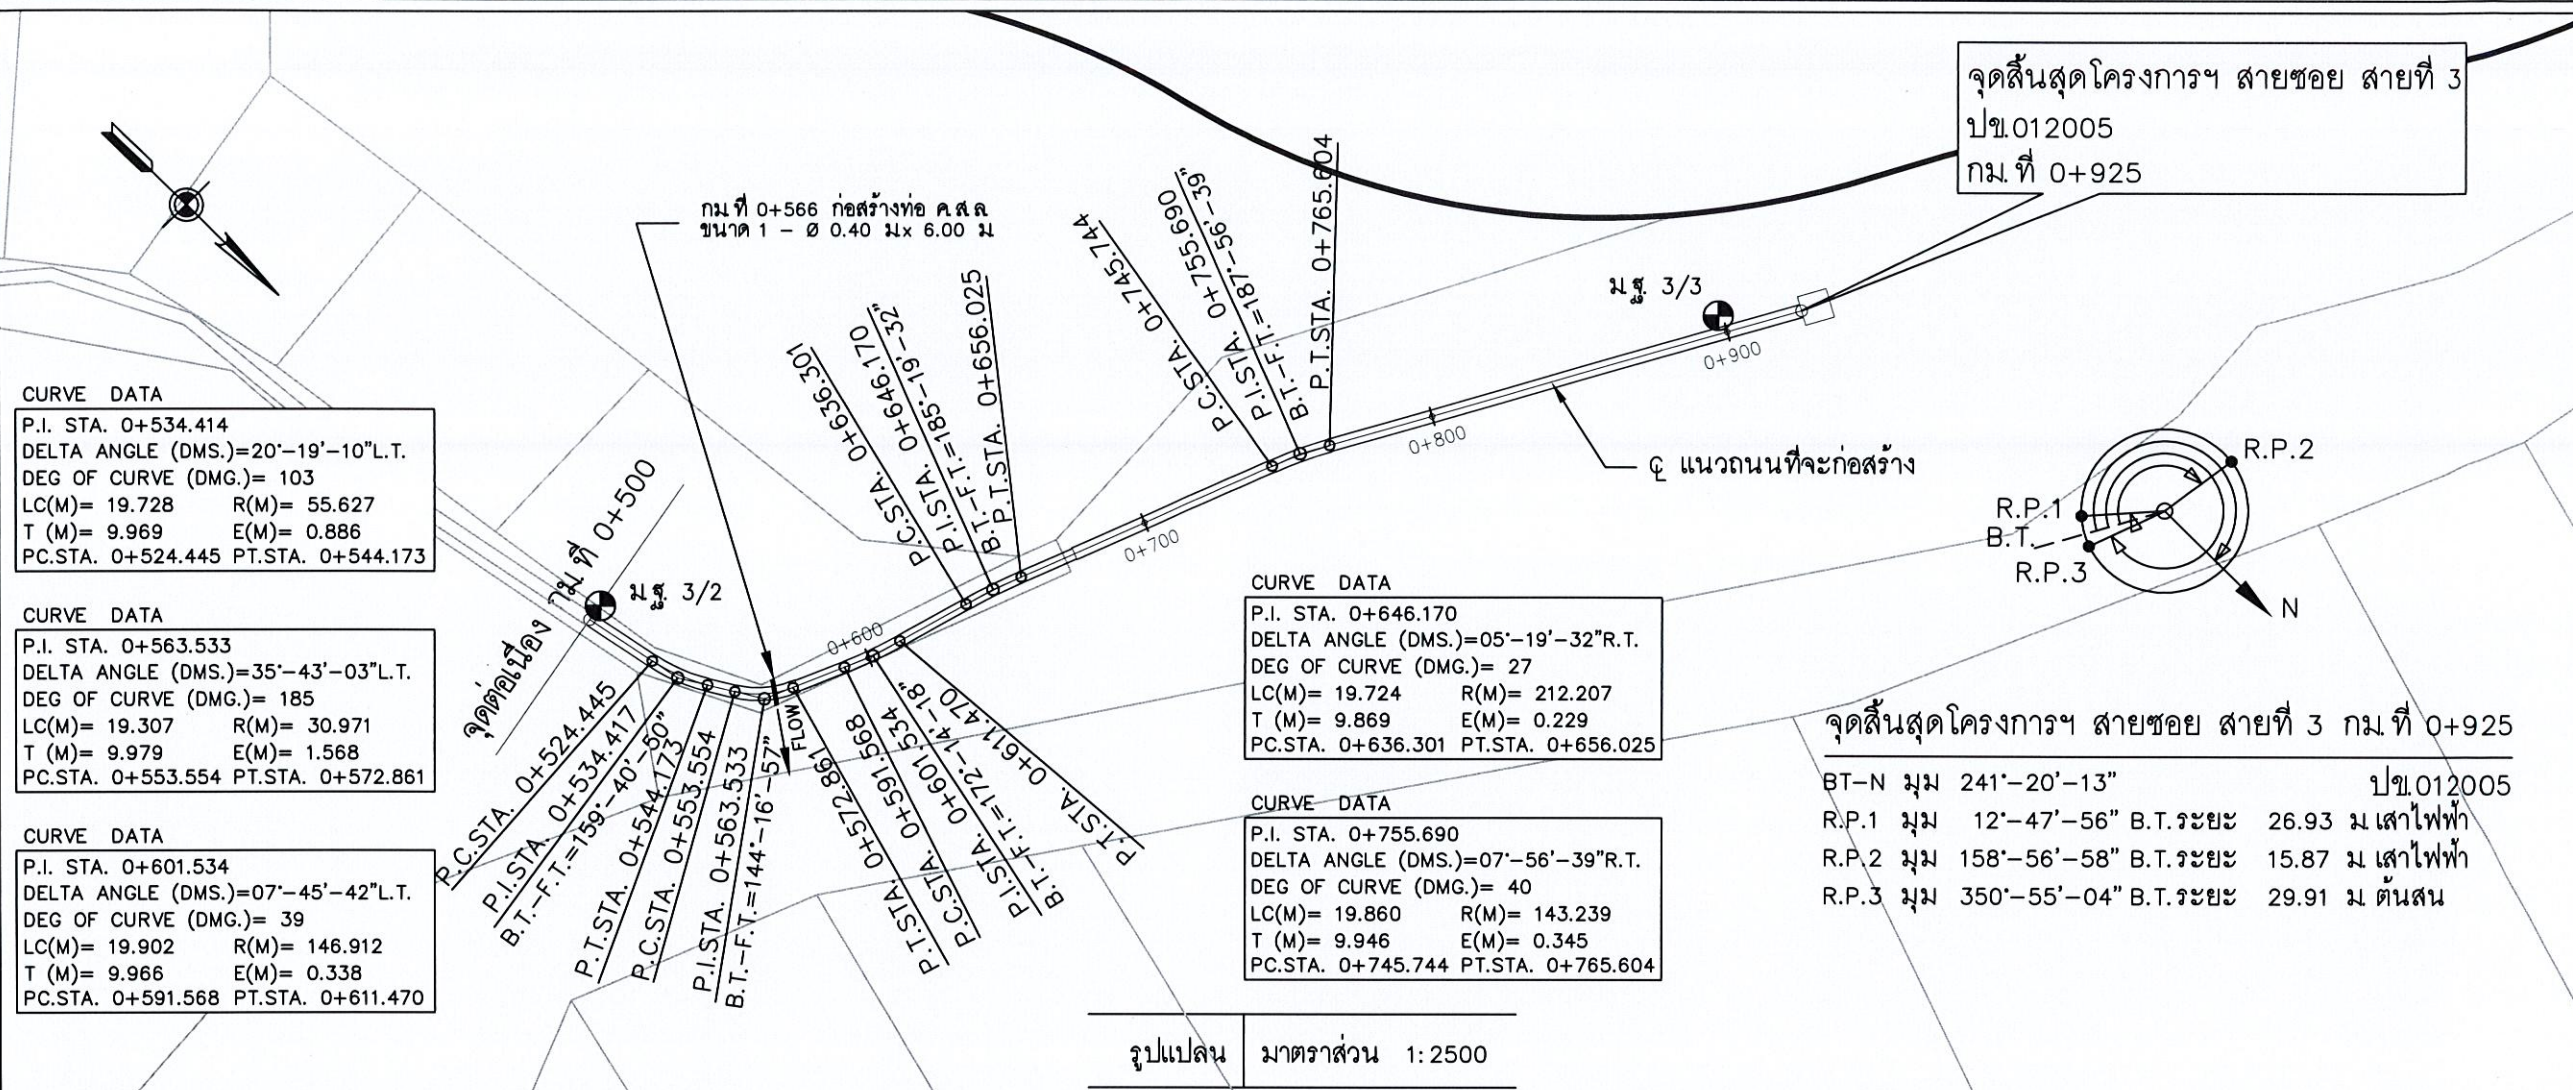 จุดสิ้นสุดโครงการฯ สายซอย สายที่ 3
ปข.012005
กม.ที่ 0+925
กม.ที่ 0+566 ก่อสร้างท่อ ค.ส.ล.
ขนาด 1 - Ø 0.40 ม.x 6.00 ม.
P.C.STA. 0+636.301
P.I.STA. 0+646.170
B.T.-F.T.=185°-19'-32"
P.T.STA. 0+656.025
P.C.STA. 0+745.744
P.I.STA. 0+755.690
B.T.-F.T.=187°-56'-39"
P.T.STA. 0+765.604
ม.ฐ. 3/3
0+900
0+800
0+700
0+600
℄ แนวถนนที่จะก่อสร้าง
CURVE DATA
P.I. STA. 0+534.414
DELTA ANGLE (DMS.)=20°-19'-10"L.T.
DEG OF CURVE (DMG.)= 103
LC(M)= 19.728 R(M)= 55.627
T (M)= 9.969 E(M)= 0.886
PC.STA. 0+524.445 PT.STA. 0+544.173
CURVE DATA
P.I. STA. 0+563.533
DELTA ANGLE (DMS.)=35°-43'-03"L.T.
DEG OF CURVE (DMG.)= 185
LC(M)= 19.307 R(M)= 30.971
T (M)= 9.979 E(M)= 1.568
PC.STA. 0+553.554 PT.STA. 0+572.861
CURVE DATA
P.I. STA. 0+601.534
DELTA ANGLE (DMS.)=07°-45'-42"L.T.
DEG OF CURVE (DMG.)= 39
LC(M)= 19.902 R(M)= 146.912
T (M)= 9.966 E(M)= 0.338
PC.STA. 0+591.568 PT.STA. 0+611.470
จุดต่อเนื่อง กม.ที่ 0+500
ม.ฐ. 3/2
P.C.STA. 0+524.445
P.I.STA. 0+534.417
B.T.-F.T.=159°-40'-50"
P.T.STA. 0+544.173
P.C.STA. 0+553.554
P.I.STA. 0+563.533
B.T.-F.T.=144°-16'-57"
FLOW
P.T.STA. 0+572.861
P.C.STA. 0+591.568
P.I.STA. 0+601.534
B.T.-F.T.=172°-14'-18"
P.T.STA. 0+611.470
CURVE DATA
P.I. STA. 0+646.170
DELTA ANGLE (DMS.)=05°-19'-32"R.T.
DEG OF CURVE (DMG.)= 27
LC(M)= 19.724 R(M)= 212.207
T (M)= 9.869 E(M)= 0.229
PC.STA. 0+636.301 PT.STA. 0+656.025
CURVE DATA
P.I. STA. 0+755.690
DELTA ANGLE (DMS.)=07°-56'-39"R.T.
DEG OF CURVE (DMG.)= 40
LC(M)= 19.860 R(M)= 143.239
T (M)= 9.946 E(M)= 0.345
PC.STA. 0+745.744 PT.STA. 0+765.604
R.P.2
R.P.1
B.T.
R.P.3
N
จุดสิ้นสุดโครงการฯ สายซอย สายที่ 3 กม.ที่ 0+925
BT-N มุม 241°-20'-13" ปข.012005
R.P.1 มุม 12°-47'-56" B.T.ระยะ 26.93 ม.เสาไฟฟ้า
R.P.2 มุม 158°-56'-58" B.T.ระยะ 15.87 ม.เสาไฟฟ้า
R.P.3 มุม 350°-55'-04" B.T.ระยะ 29.91 ม.ต้นสน
รูปแปลน มาตราส่วน 1:2500